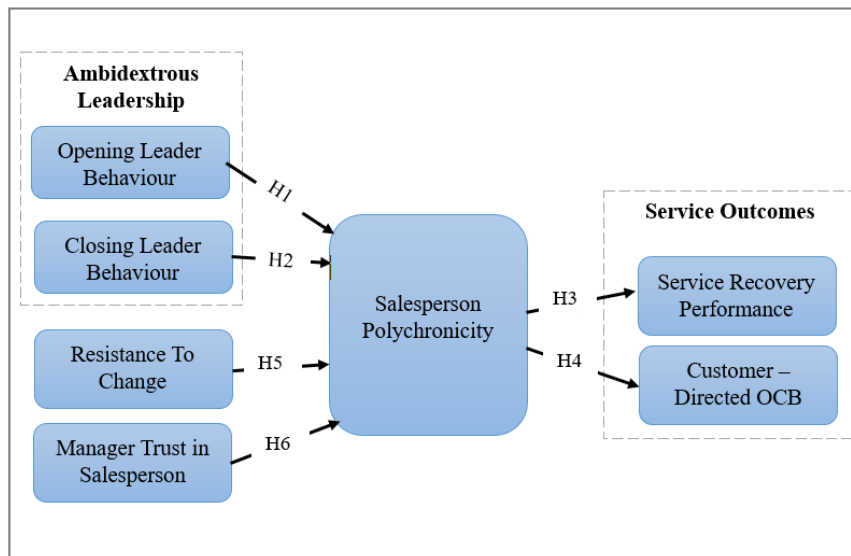 Ambidextrous
Leadership
Opening Leader
Behaviour
H1
Closing Leader
Behaviour
H2
Resistance To
Change
H5
Manager Trust in
Salesperson
H6
Salesperson
Polychronicity
H3
H4
Service Outcomes
Service Recovery
Performance
Customer –
Directed OCB